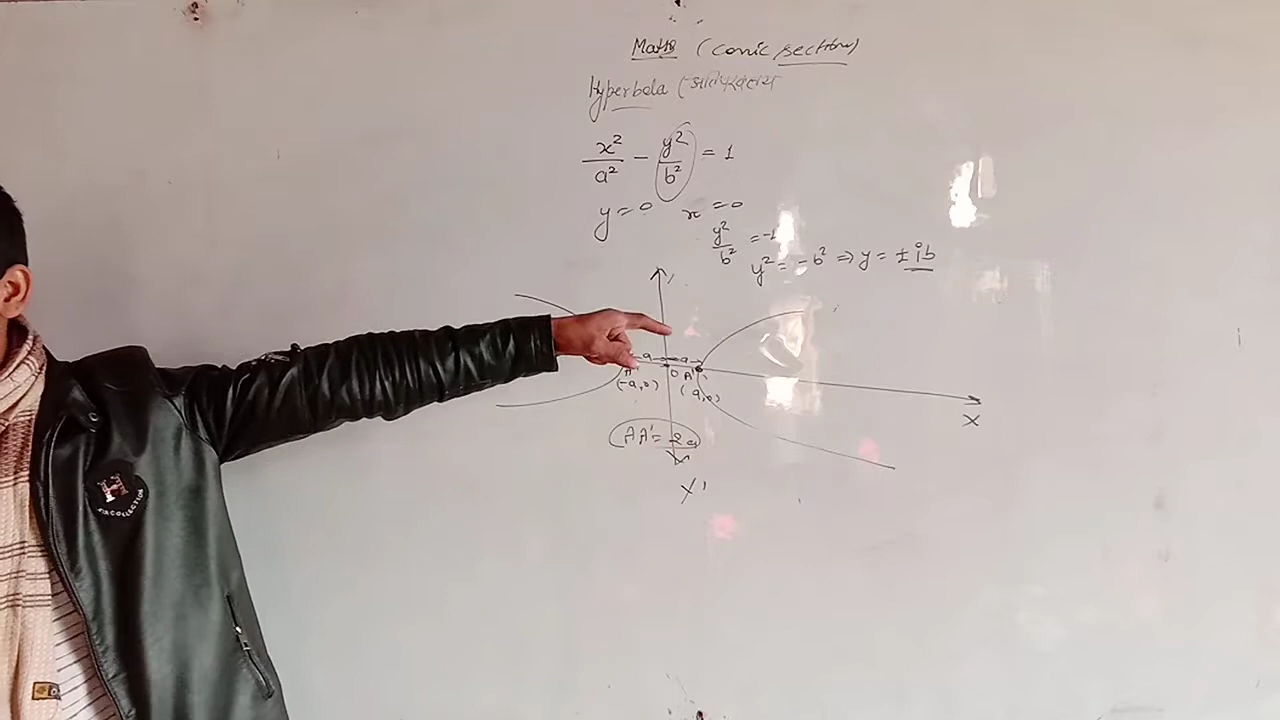 Maths (conic section)
Hyperbola (अतिपरवलय
x²/a² - y²/b² = 1
y = 0 x = 0
y²/b² = -1
y² = -b² ⇒ y = ± ib
a a
A O A'
(-a, 0) (a, 0)
X
AA' = 2a
Y'
COLLECTION